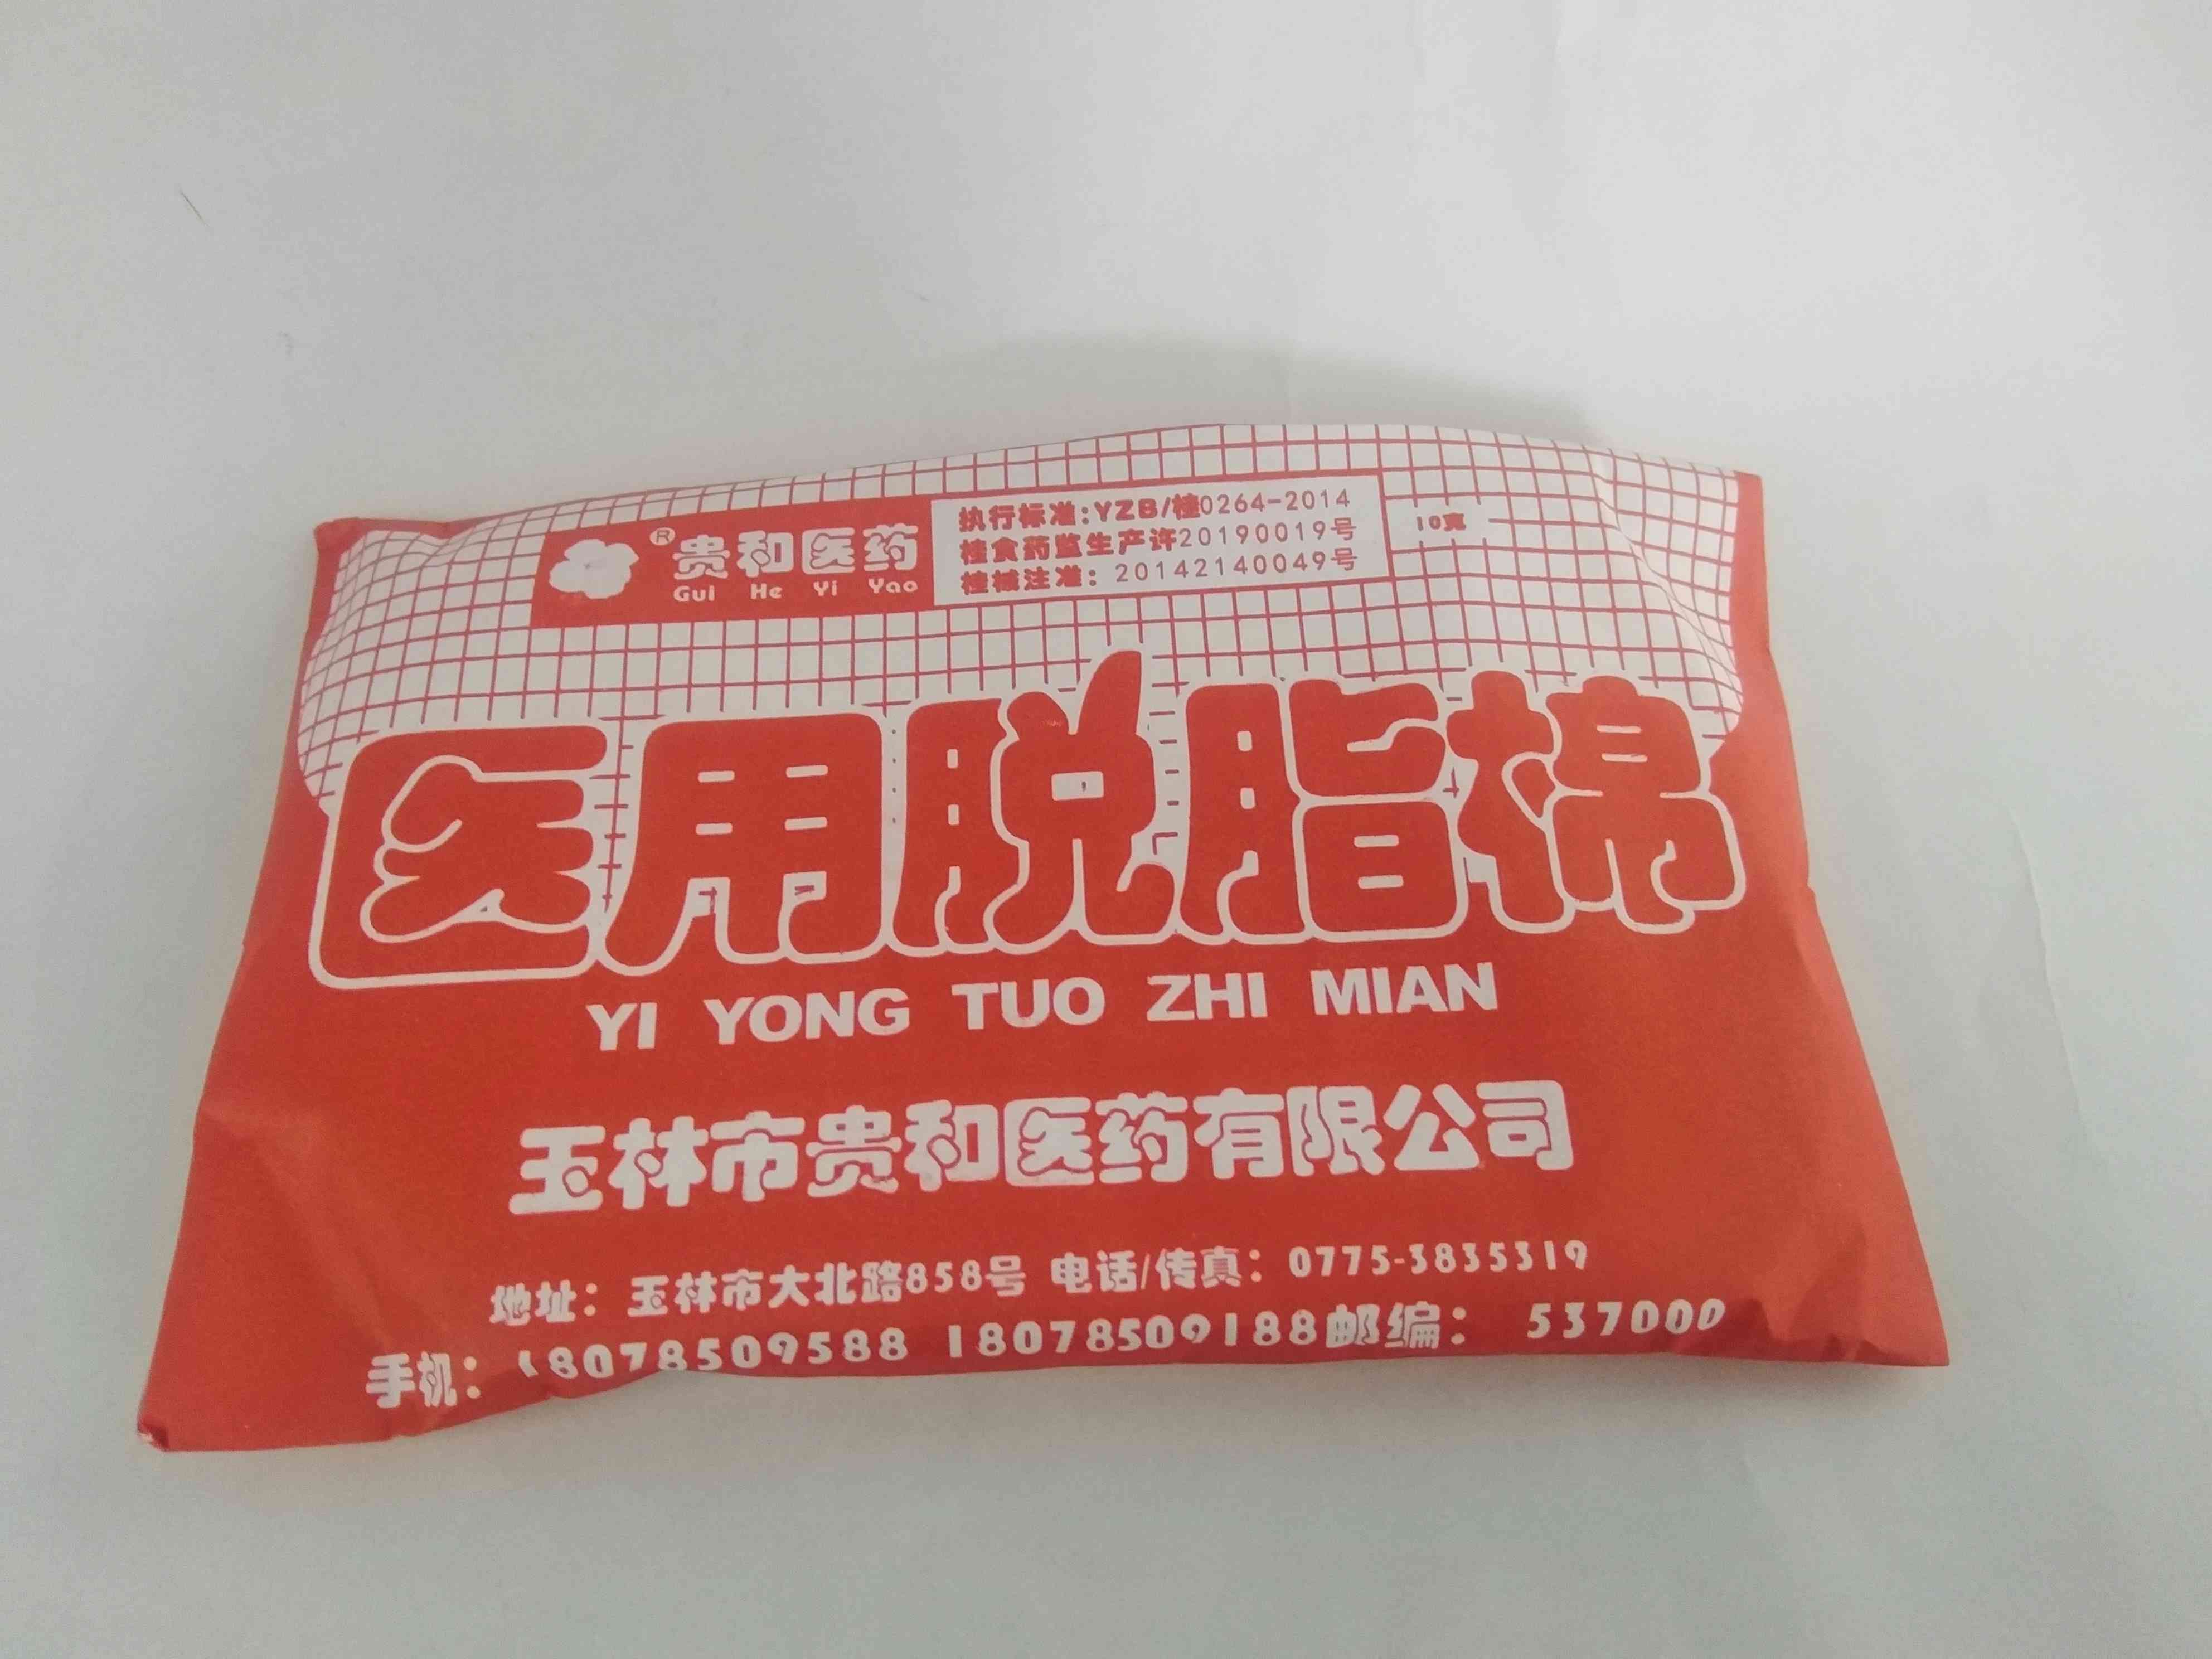 ® 贵和医药
Gui He Yi Yao
执行标准:YZB/桂0264-2014
桂食药监生产许20190019号
桂械注准: 20142140049号
10克
医用脱脂棉
YI YONG TUO ZHI MIAN
玉林市贵和医药有限公司
地址: 玉林市大北路858号 电话/传真: 0775-3835319
手机: 18078509588 18078509188邮编: 537000